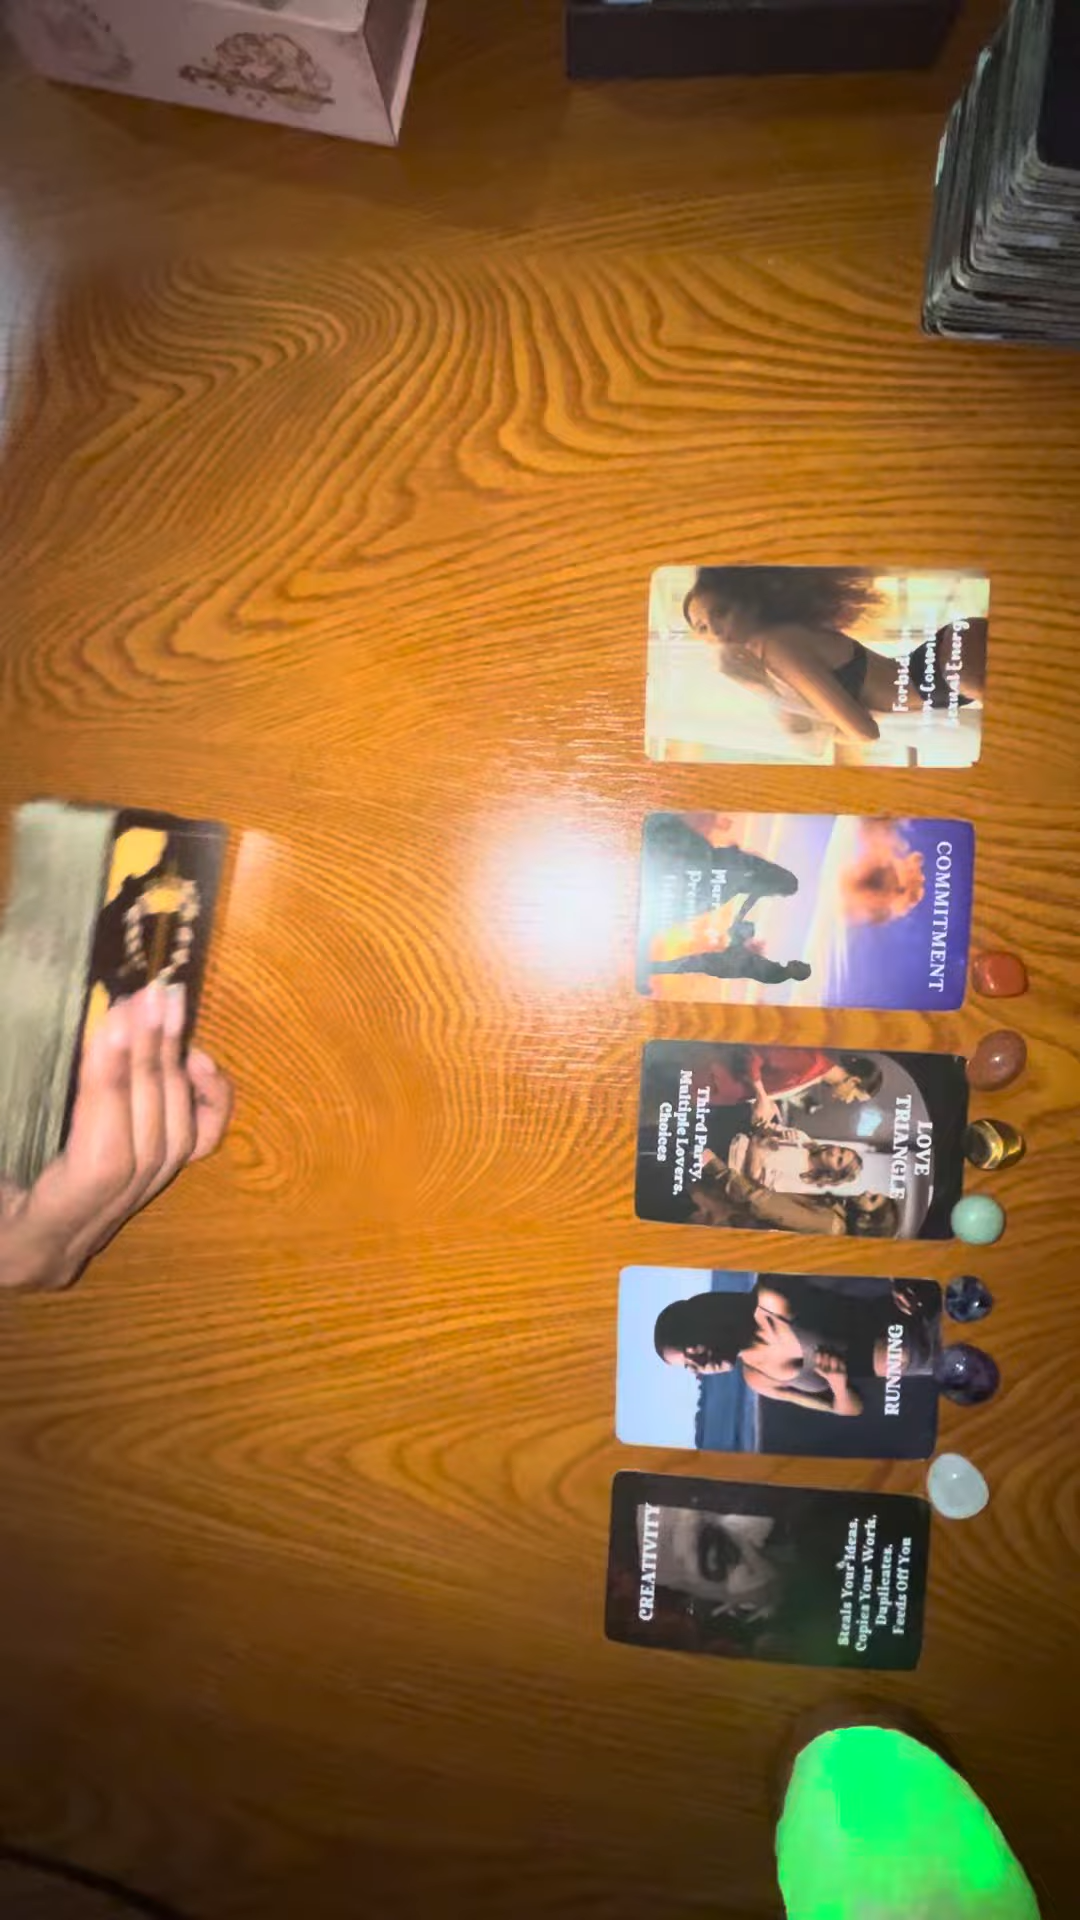 COMMITMENT
LOVE
TRIANGLE
Third Party,
Multiple Lovers,
Choices
RUNNING
CREATIVITY
Steals Your Ideas,
Copies Your Work,
Duplicates,
Feeds Off You